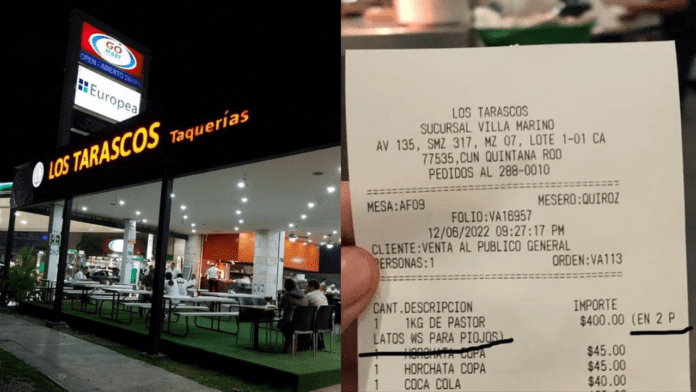 GO
mart
OPEN / ABIERTO 24
Europea
LOS TARASCOS Taquerías
LOS TARASCOS
SUCURSAL VILLA MARINO
AV 135, SMZ 317, MZ 07, LOTE 1-01 CA
77535,CUN QUINTANA ROO
PEDIDOS AL 288-0010
MESA:AF09 MESERO:QUIROZ
FOLIO:VA16957
12/06/2022 09:27:17 PM
CLIENTE:VENTA AL PUBLICO GENERAL
PERSONAS:1 ORDEN:VA113
CANT.DESCRIPCION IMPORTE
1 1KG DE PASTOR $400.00 (EN 2 P
LATOS WS PARA PIOJOS)
1 HORCHATA COPA $45.00
1 HORCHATA COPA $45.00
1 COCA COLA $40.00